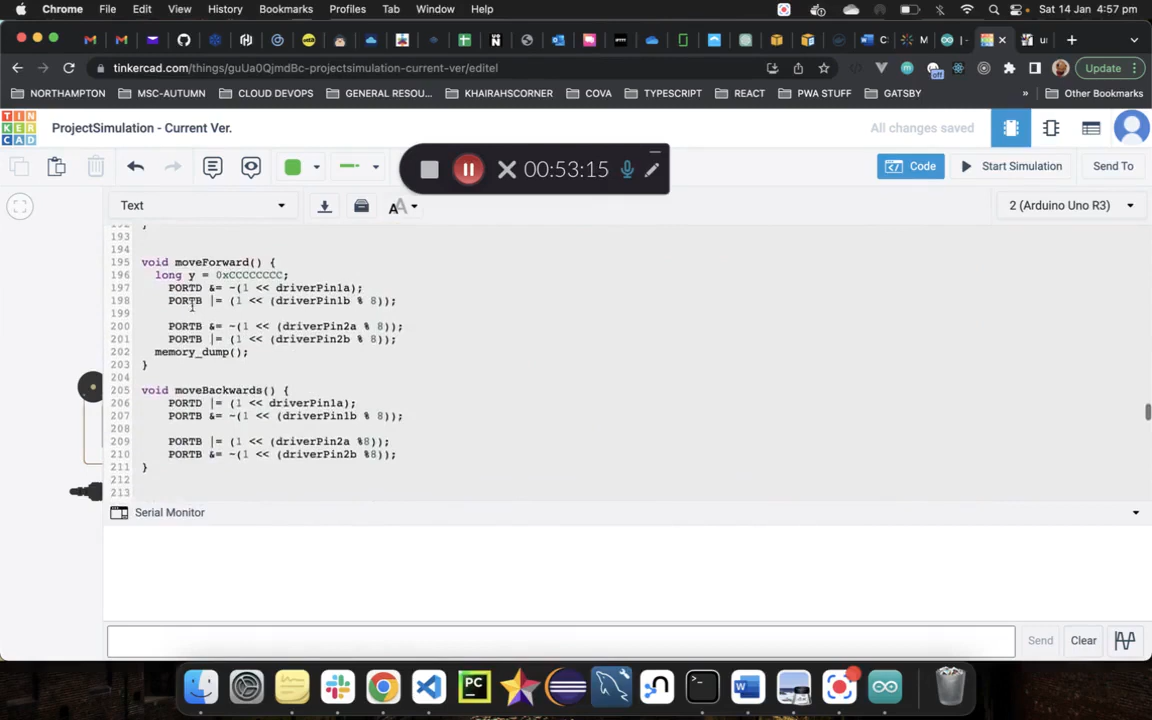 Chrome File Edit View History Bookmarks Profiles Tab Window Help Sat 14 Jan 4:57 pm
tinkercad.com/things/guUa0QjmdBc-projectsimulation-current-ver/editel Update
NORTHAMPTON MSC-AUTUMN CLOUD DEVOPS GENERAL RESOU... KHAIRAHSCORNER COVA TYPESCRIPT REACT PWA STUFF GATSBY » Other Bookmarks
TIN
KER
CAD
ProjectSimulation - Current Ver. All changes saved
00:53:15
Code Start Simulation Send To
Text 2 (Arduino Uno R3)
192 }
193
194
195 void moveForward() {
196 long y = 0xCCCCCCCC;
197 PORTD &= ~(1 << driverPin1a);
198 PORTB |= (1 << (driverPin1b % 8));
199
200 PORTB &= ~(1 << (driverPin2a % 8));
201 PORTB |= (1 << (driverPin2b % 8));
202 memory_dump();
203 }
204
205 void moveBackwards() {
206 PORTD |= (1 << driverPin1a);
207 PORTB &= ~(1 << (driverPin1b % 8));
208
209 PORTB |= (1 << (driverPin2a %8));
210 PORTB &= ~(1 << (driverPin2b %8));
211 }
212
213
Serial Monitor
Send Clear